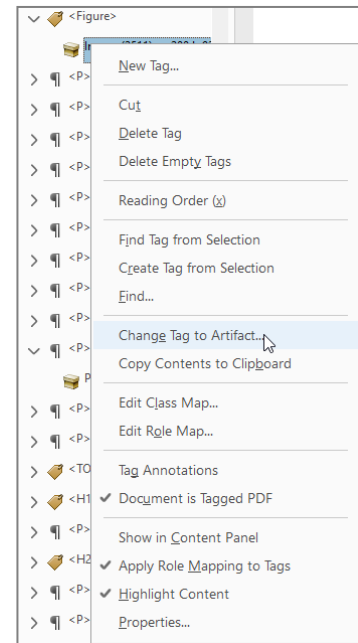 <Figure>
New Tag...
<P>
Cut
<P>
Delete Tag
<P>
Delete Empty Tags
<P>
Reading Order (x)
<P>
<P>
Find Tag from Selection
<P>
Create Tag from Selection
<P>
Find...
<P>
Change Tag to Artifact...
<P>
Copy Contents to Clipboard
P
Edit Class Map...
<P>
Edit Role Map...
<P>
Tag Annotations
<TO
Document is Tagged PDF
<H1
Show in Content Panel
<P>
Apply Role Mapping to Tags
<H2
Highlight Content
<P>
Properties...
<P>